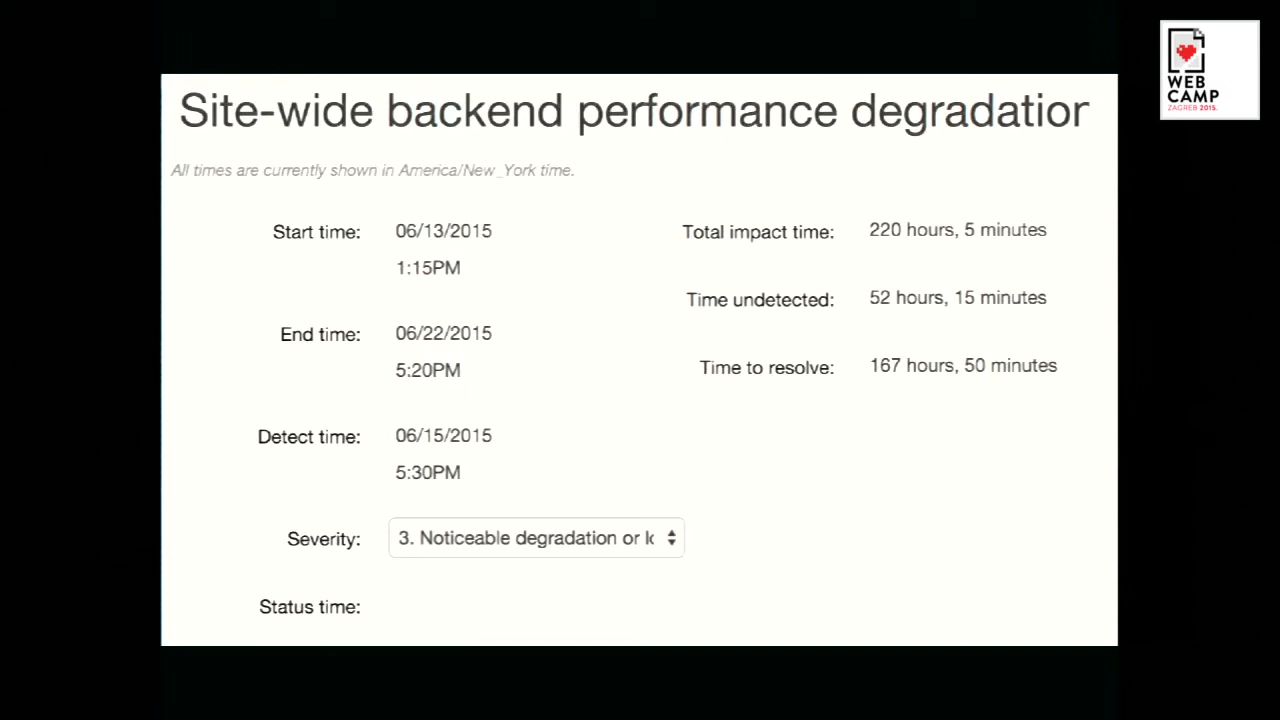 Site-wide backend performance degradation
All times are currently shown in America/New_York time.
Start time: 06/13/2015
1:15PM
Total impact time: 220 hours, 5 minutes
Time undetected: 52 hours, 15 minutes
End time: 06/22/2015
5:20PM
Time to resolve: 167 hours, 50 minutes
Detect time: 06/15/2015
5:30PM
Severity: 3. Noticeable degradation or lo
Status time:
WEB
CAMP
ZAGREB 2015.